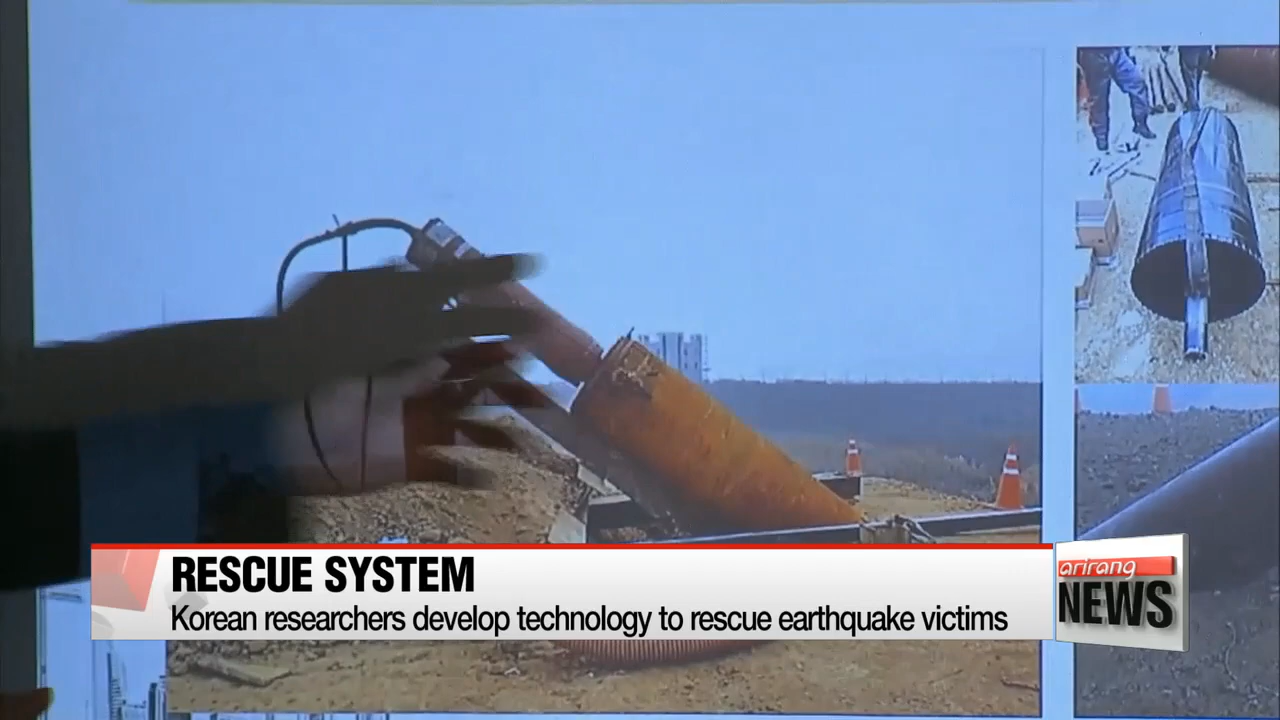 RESCUE SYSTEM
Korean researchers develop technology to rescue earthquake victims
arirang
NEWS